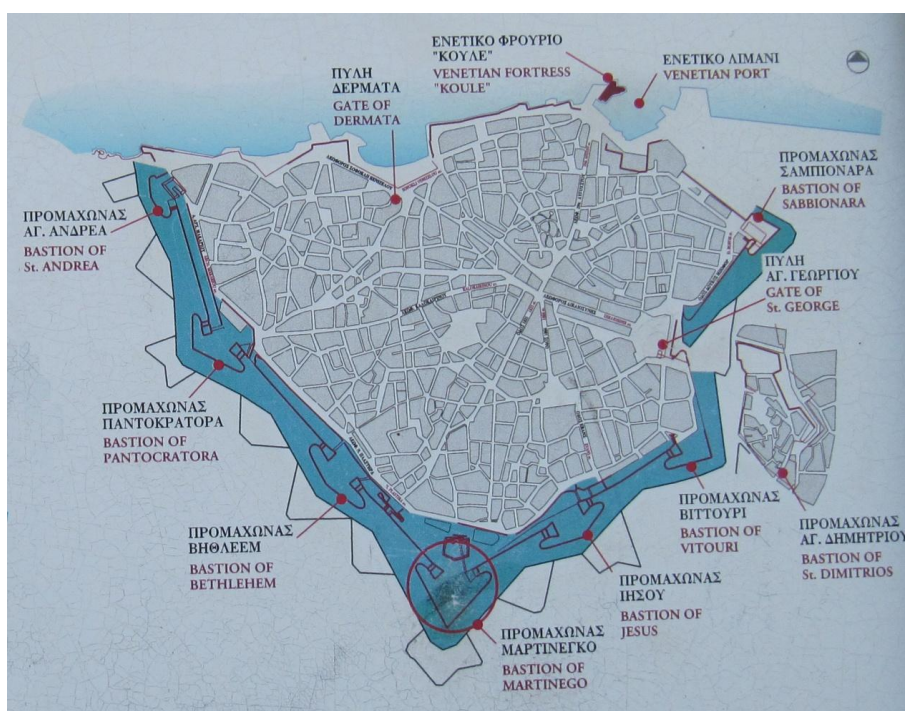 ΕΝΕΤΙΚΟ ΦΡΟΥΡΙΟ
"ΚΟΥΛΕ"
VENETIAN FORTRESS
"KOULE"
ΕΝΕΤΙΚΟ ΛΙΜΑΝΙ
VENETIAN PORT
ΠΥΛΗ
ΔΕΡΜΑΤΑ
GATE OF
DERMATA
ΠΡΟΜΑΧΩΝΑΣ
ΣΑΜΠΙΟΝΑΡΑ
BASTION OF
SABBIONARA
ΠΡΟΜΑΧΩΝΑΣ
ΑΓ. ΑΝΔΡΕΑ
BASTION OF
St. ANDREA
ΠΥΛΗ
ΑΓ. ΓΕΩΡΓΙΟΥ
GATE OF
St. GEORGE
ΠΡΟΜΑΧΩΝΑΣ
ΠΑΝΤΟΚΡΑΤΟΡΑ
BASTION OF
PANTOCRATORA
ΠΡΟΜΑΧΩΝΑΣ
ΒΗΘΛΕΕΜ
BASTION OF
BETHLEHEM
ΠΡΟΜΑΧΩΝΑΣ
ΒΙΤΤΟΥΡΙ
BASTION OF
VITOURI
ΠΡΟΜΑΧΩΝΑΣ
ΑΓ. ΔΗΜΗΤΡΙΟΥ
BASTION OF
St. DIMITRIOS
ΠΡΟΜΑΧΩΝΑΣ
ΙΗΣΟΥ
BASTION OF
JESUS
ΠΡΟΜΑΧΩΝΑΣ
ΜΑΡΤΙΝΕΓΚΟ
BASTION OF
MARTINEGO